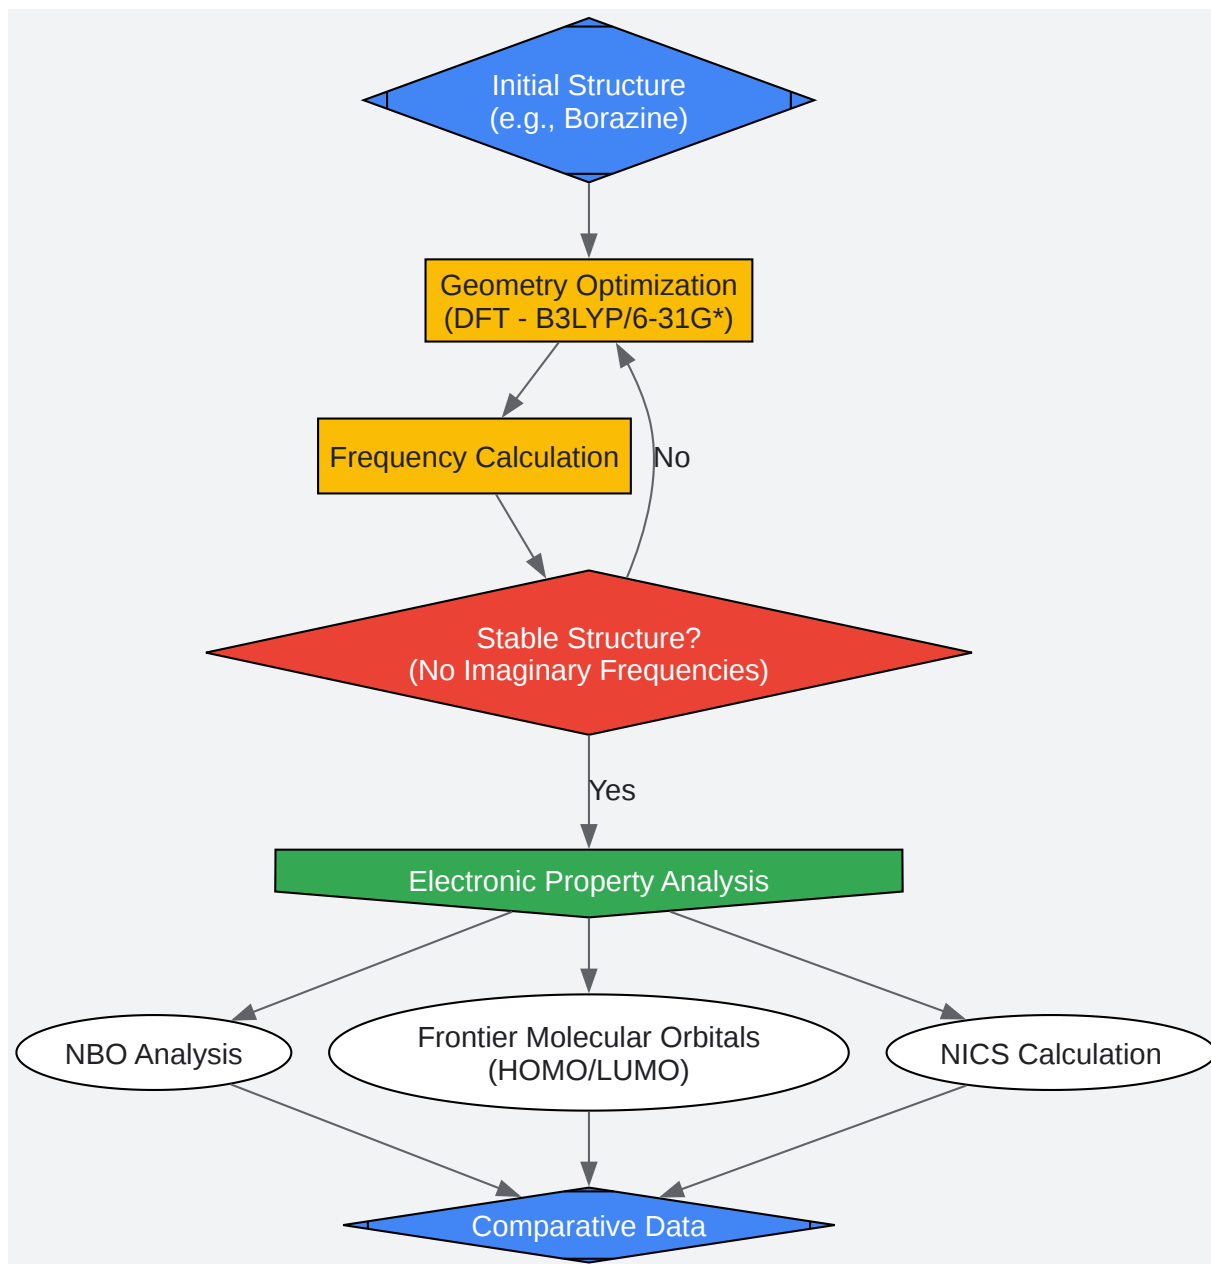 Initial Structure
(e.g., Borazine)
Geometry Optimization
(DFT - B3LYP/6-31G*)
Frequency Calculation
No
Stable Structure?
(No Imaginary Frequencies)
Yes
Electronic Property Analysis
NBO Analysis
Frontier Molecular Orbitals
(HOMO/LUMO)
NICS Calculation
Comparative Data